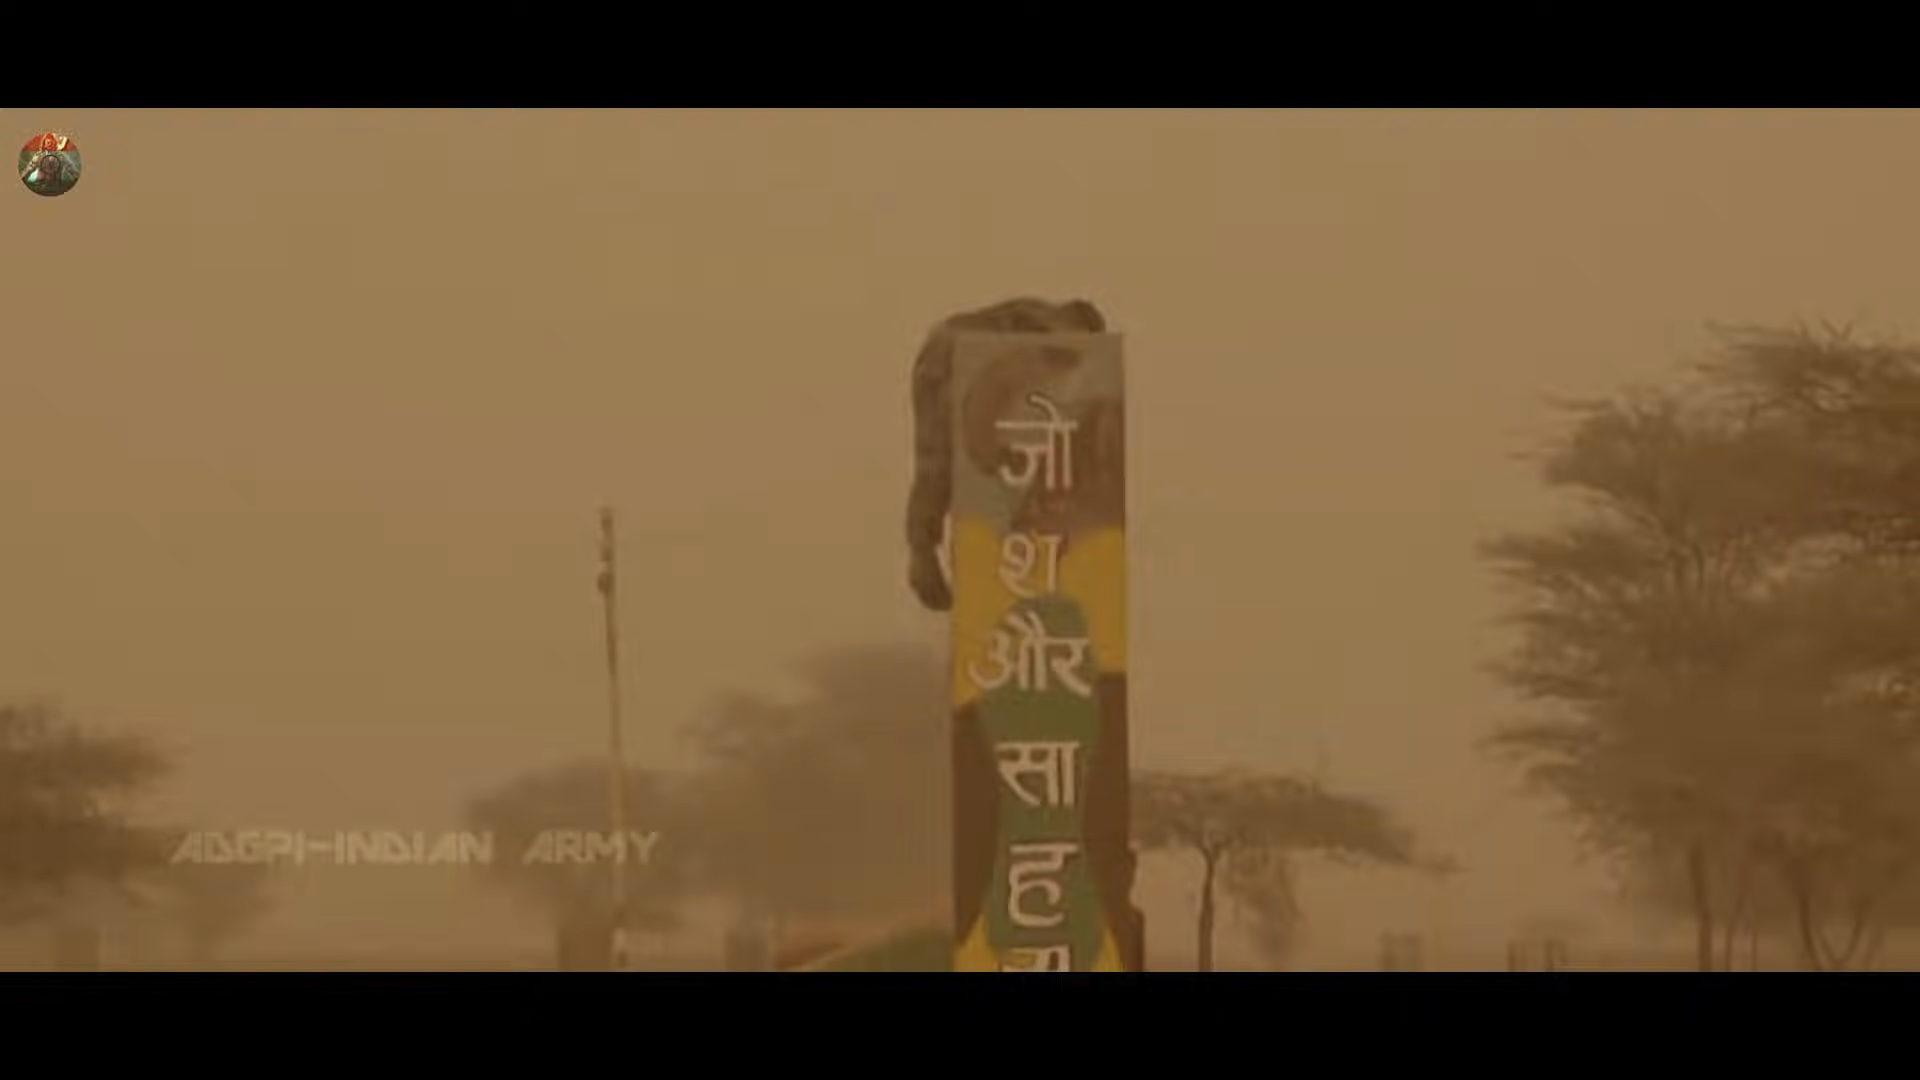 जो
श
और
सा
ह
ADGPI-INDIAN ARMY